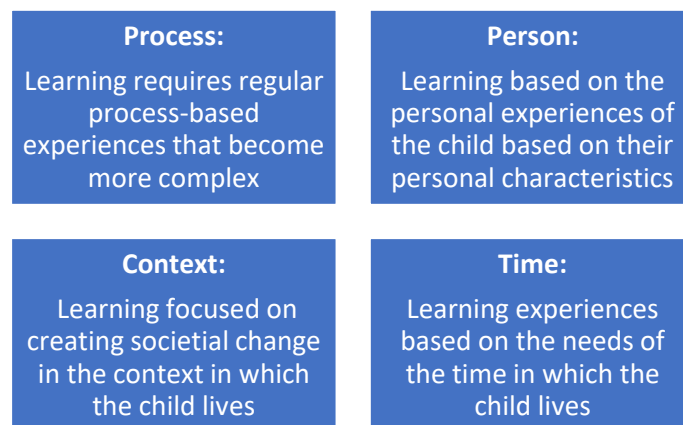 Process:
Learning requires regular
process-based
experiences that become
more complex
Person:
Learning based on the
personal experiences of
the child based on their
personal characteristics
Context:
Learning focused on
creating societial change
in the context in which
the child lives
Time:
Learning experiences
based on the needs of
the time in which the
child lives